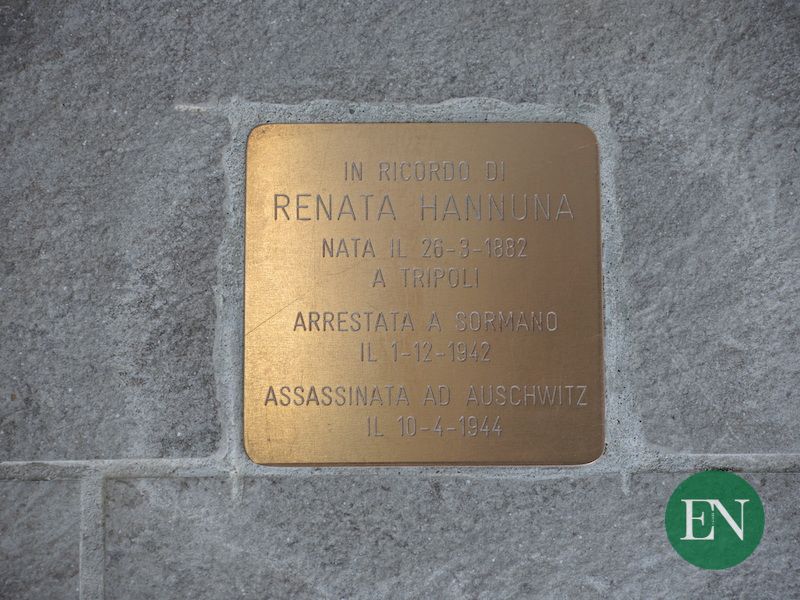 IN RICORDO DI
RENATA HANNUNA
NATA IL 26-3-1882
A TRIPOLI
ARRESTATA A SORMANO
IL 1-12-1942
ASSASSINATA AD AUSCHWITZ
IL 10-4-1944
EN